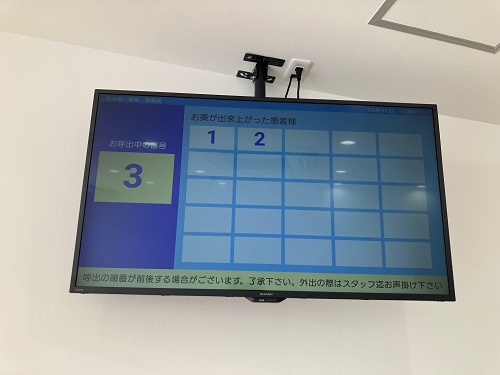 お薬が出来上がった患者様
お呼出中の番号
3
1 2
呼出の順番が前後する場合がございます。了承下さい。外出の際はスタッフ迄お声掛け下さい
SHARP